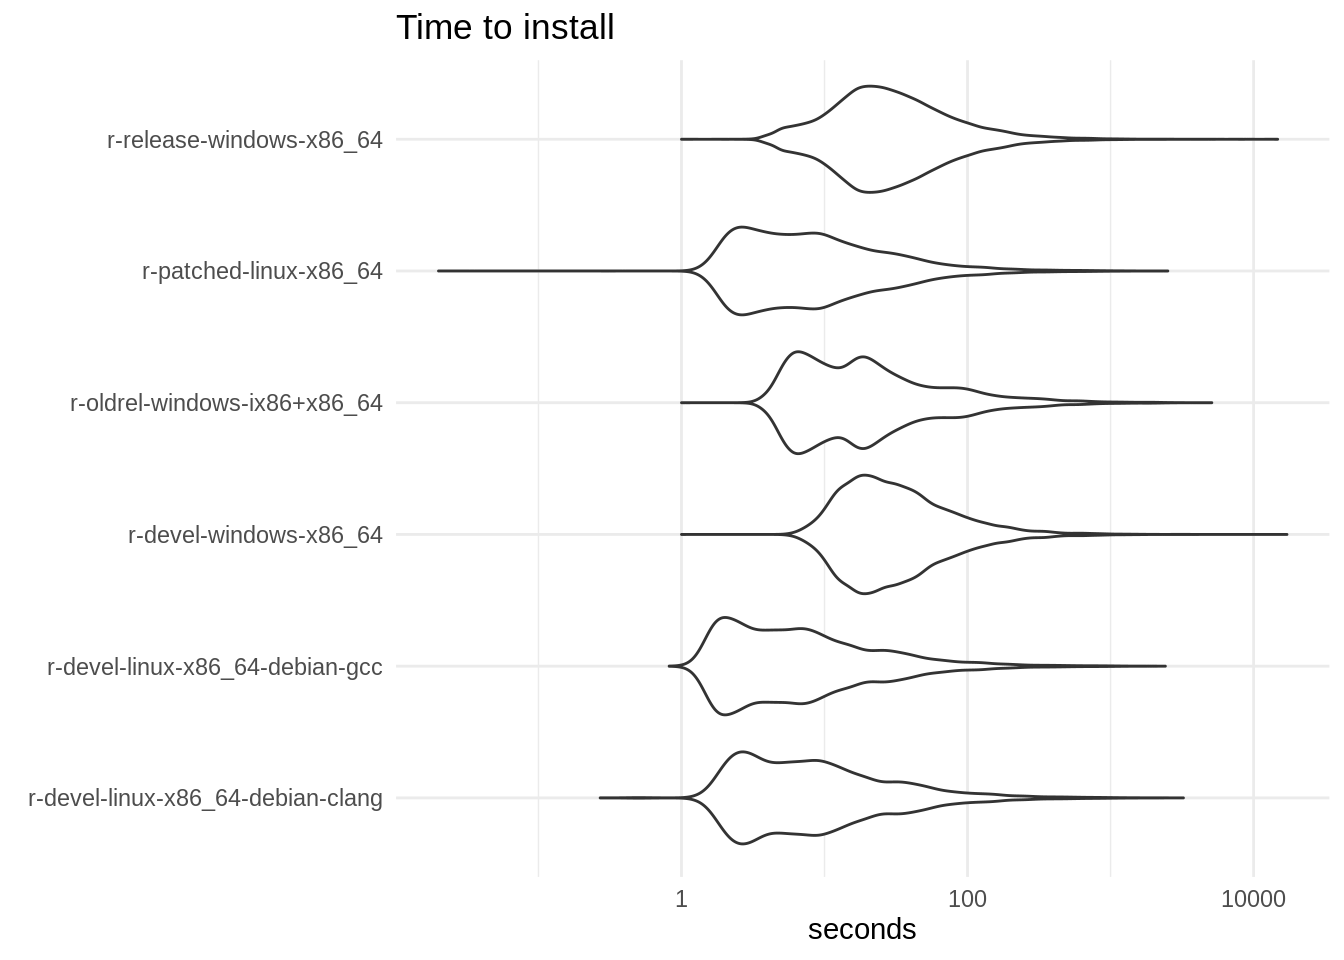 Time to install
r-release-windows-x86_64
r-patched-linux-x86_64
r-oldrel-windows-ix86+x86_64
r-devel-windows-x86_64
r-devel-linux-x86_64-debian-gcc
r-devel-linux-x86_64-debian-clang
1 100 10000
seconds